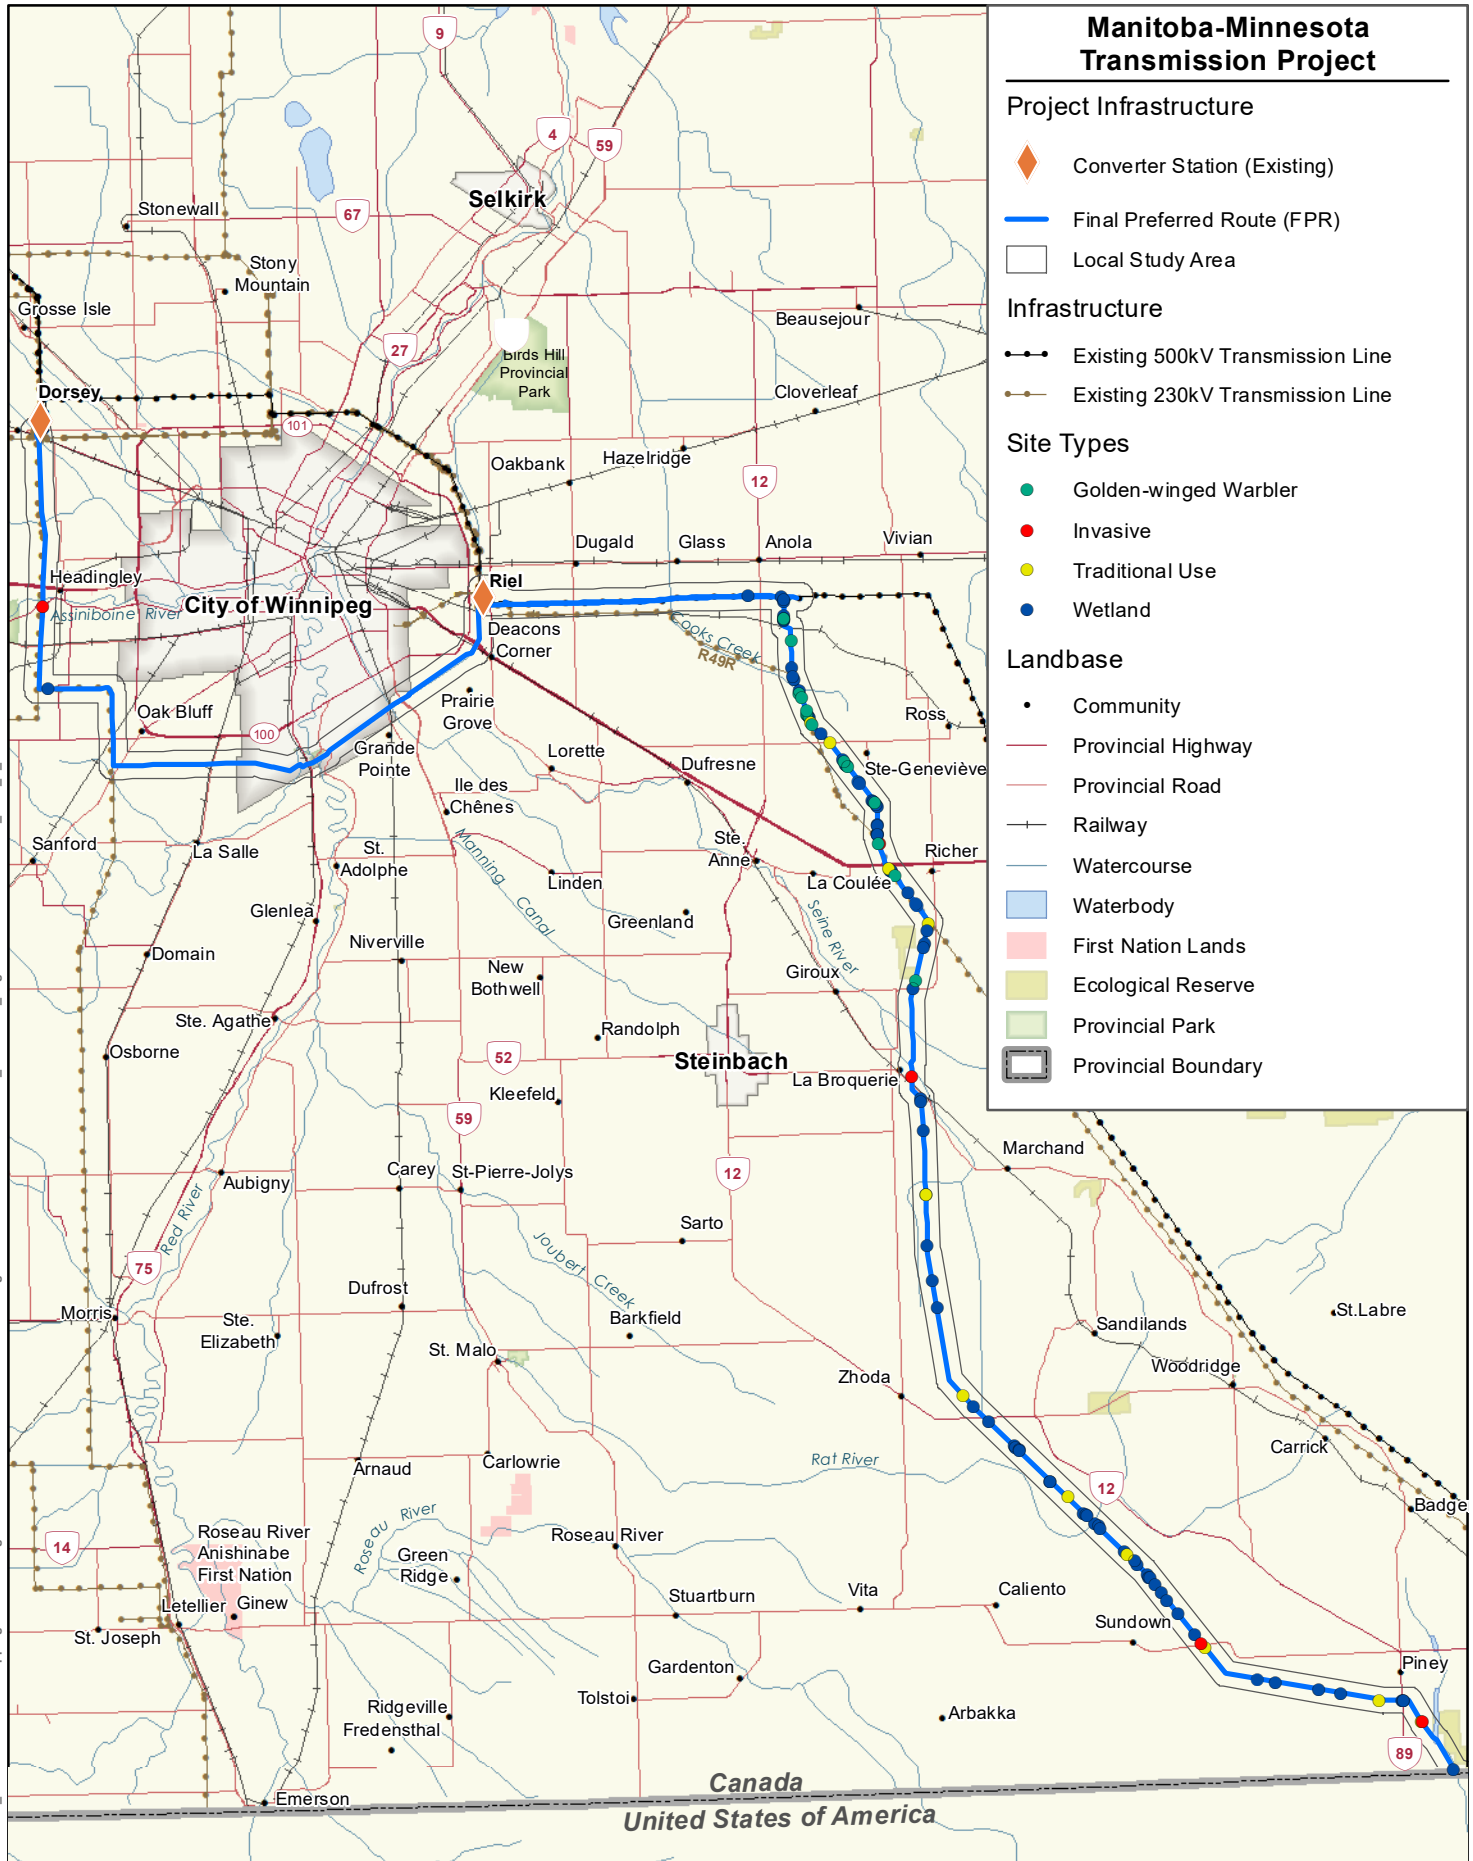 Manitoba-Minnesota
Transmission Project
Project Infrastructure
Converter Station (Existing)
Final Preferred Route (FPR)
Local Study Area
Infrastructure
Existing 500kV Transmission Line
Existing 230kV Transmission Line
Site Types
Golden-winged Warbler
Invasive
Traditional Use
Wetland
Landbase
Community
Provincial Highway
Provincial Road
Railway
Watercourse
Waterbody
First Nation Lands
Ecological Reserve
Provincial Park
Provincial Boundary
9
4
59
Selkirk
Stonewall
67
Stony
Mountain
Grosse Isle
Beausejour
27
Birds Hill
Provincial
Park
Dorsey
Cloverleaf
101
Oakbank
Hazelridge
12
Dugald
Glass
Anola
Vivian
Headingley
Riel
City of Winnipeg
Assiniboine River
Deacons
Corner
Cooks Creek
R49R
Prairie
Grove
Oak Bluff
Ross
100
Grande
Pointe
Lorette
Dufresne
Ste-Geneviève
Ile des
Chênes
Sanford
La Salle
St.
Adolphe
Manning Canal
Ste.
Anne
Richer
Linden
La Coulée
Glenlea
Greenland
Seine River
Niverville
Domain
New
Bothwell
Giroux
Ste. Agathe
Randolph
Osborne
52
Steinbach
La Broquerie
Kleefeld
59
Marchand
12
Carey
St-Pierre-Jolys
Aubigny
Red River
Sarto
Joubert Creek
75
Dufrost
Morris
Ste.
Elizabeth
Barkfield
St.Labre
Sandilands
St. Malo
Woodridge
Zhoda
Carrick
Arnaud
Carlowrie
Rat River
12
Badge
Roseau River
14
Roseau River
Anishinabe
First Nation
Roseau River
Green
Ridge
Letellier
Ginew
Stuartburn
Vita
Caliento
St. Joseph
Sundown
Gardenton
Piney
Tolstoi
Ridgeville
Arbakka
Fredensthal
89
Canada
Emerson
United States of America